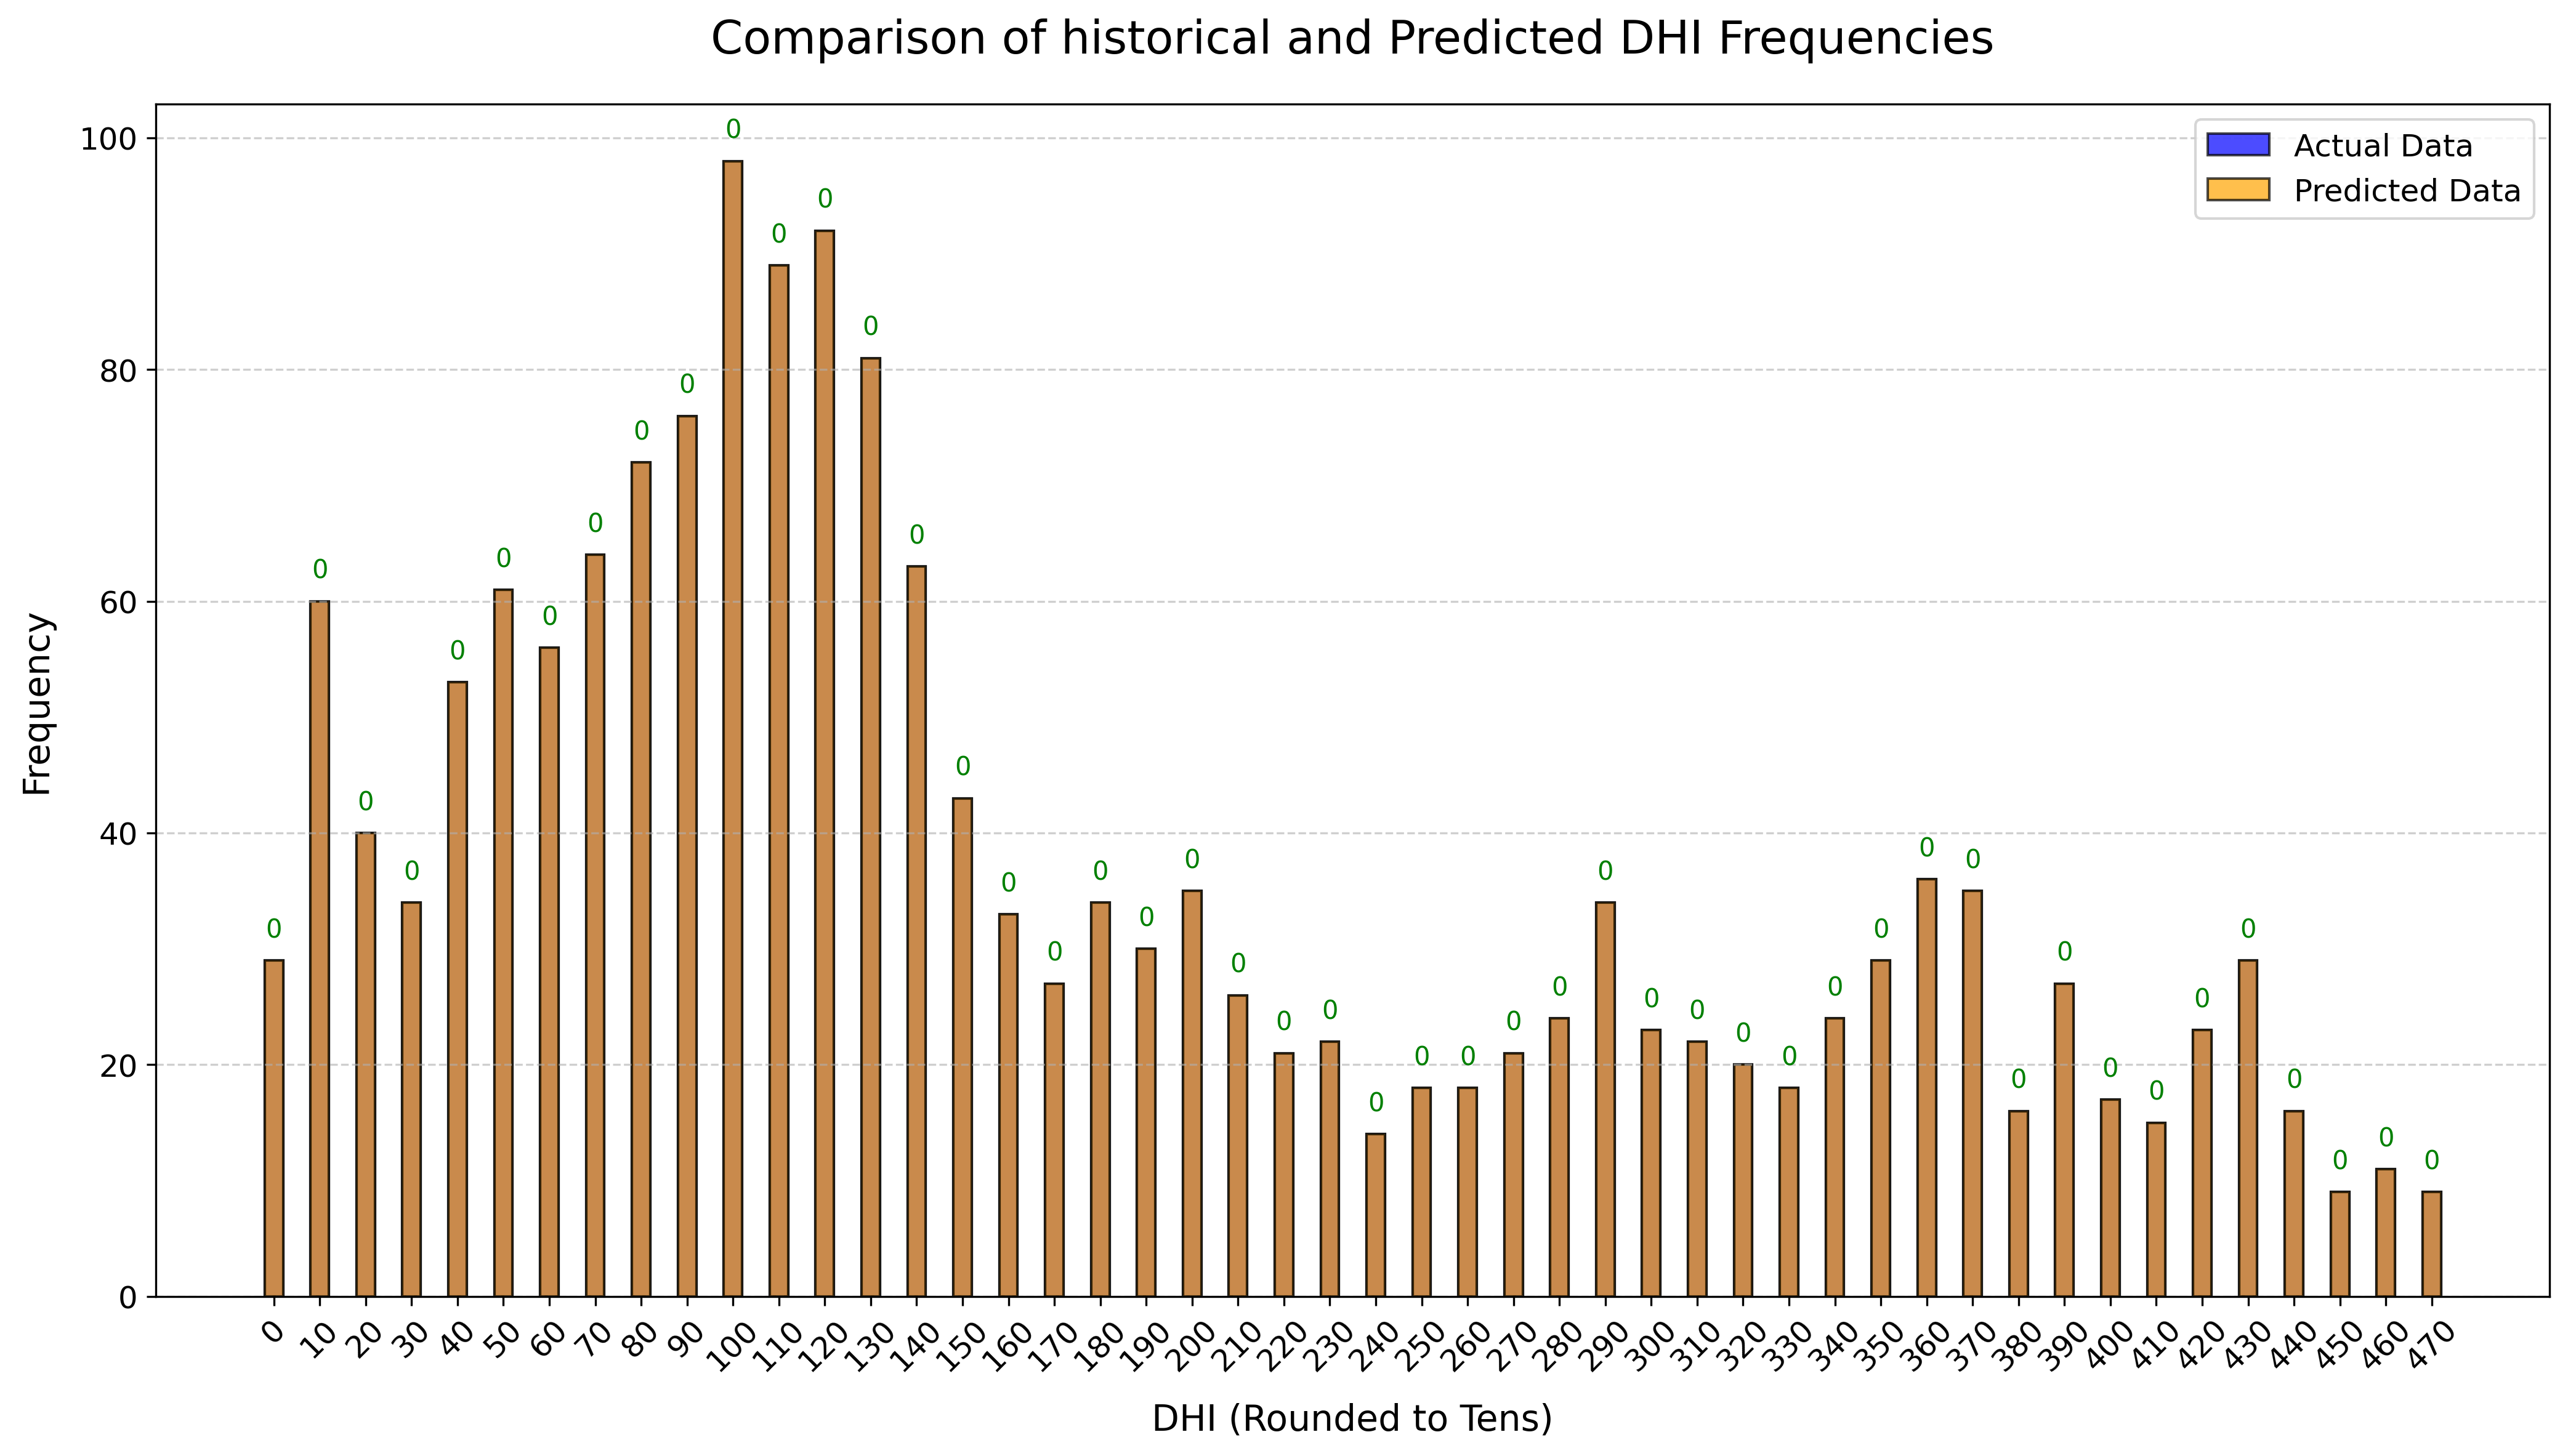 Comparison of historical and Predicted DHI Frequencies
Actual Data
Predicted Data
Frequency
100
80
60
40
20
0
0 0 0 0 0 0 0 0 0 0 0 0 0 0 0 0 0 0 0 0 0 0 0 0 0 0 0 0 0 0 0 0 0 0 0 0 0 0 0 0 0 0 0 0 0 0 0 0
0 10 20 30 40 50 60 70 80 90 100 110 120 130 140 150 160 170 180 190 200 210 220 230 240 250 260 270 280 290 300 310 320 330 340 350 360 370 380 390 400 410 420 430 440 450 460 470
DHI (Rounded to Tens)